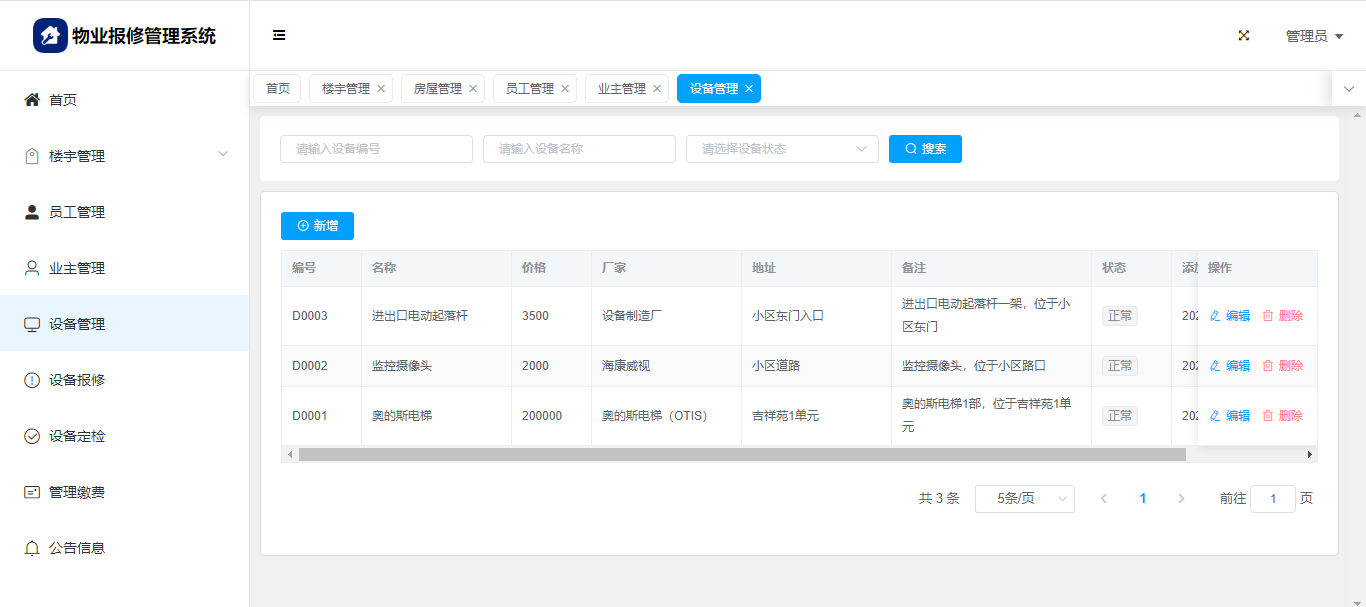 物业报修管理系统
管理员
首页
楼宇管理
房屋管理
员工管理
业主管理
设备管理
首页
楼宇管理
员工管理
业主管理
设备管理
设备报修
设备定检
管理缴费
公告信息
请输入设备编号
请输入设备名称
请选择设备状态
搜索
新增
编号 名称 价格 厂家 地址 备注 状态 添加 操作
D0003 进出口电动起落杆 3500 设备制造厂 小区东门入口 进出口电动起落杆一架，位于小
区东门 正常 202 编辑 删除
D0002 监控摄像头 2000 海康威视 小区道路 监控摄像头，位于小区路口 正常 202 编辑 删除
D0001 奥的斯电梯 200000 奥的斯电梯（OTIS） 吉祥苑1单元 奥的斯电梯1部，位于吉祥苑1单
元 正常 202 编辑 删除
共 3 条 5条/页 1 前往 1 页